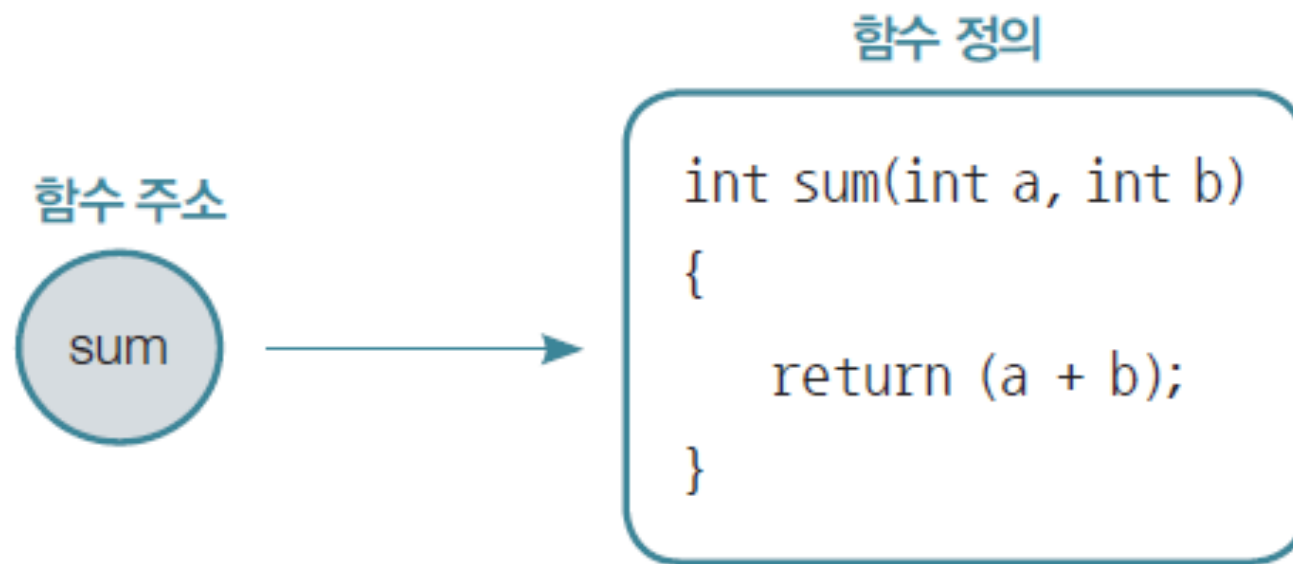 함수 정의
함수 주소
sum
int sum(int a, int b)
{
return (a + b);
}